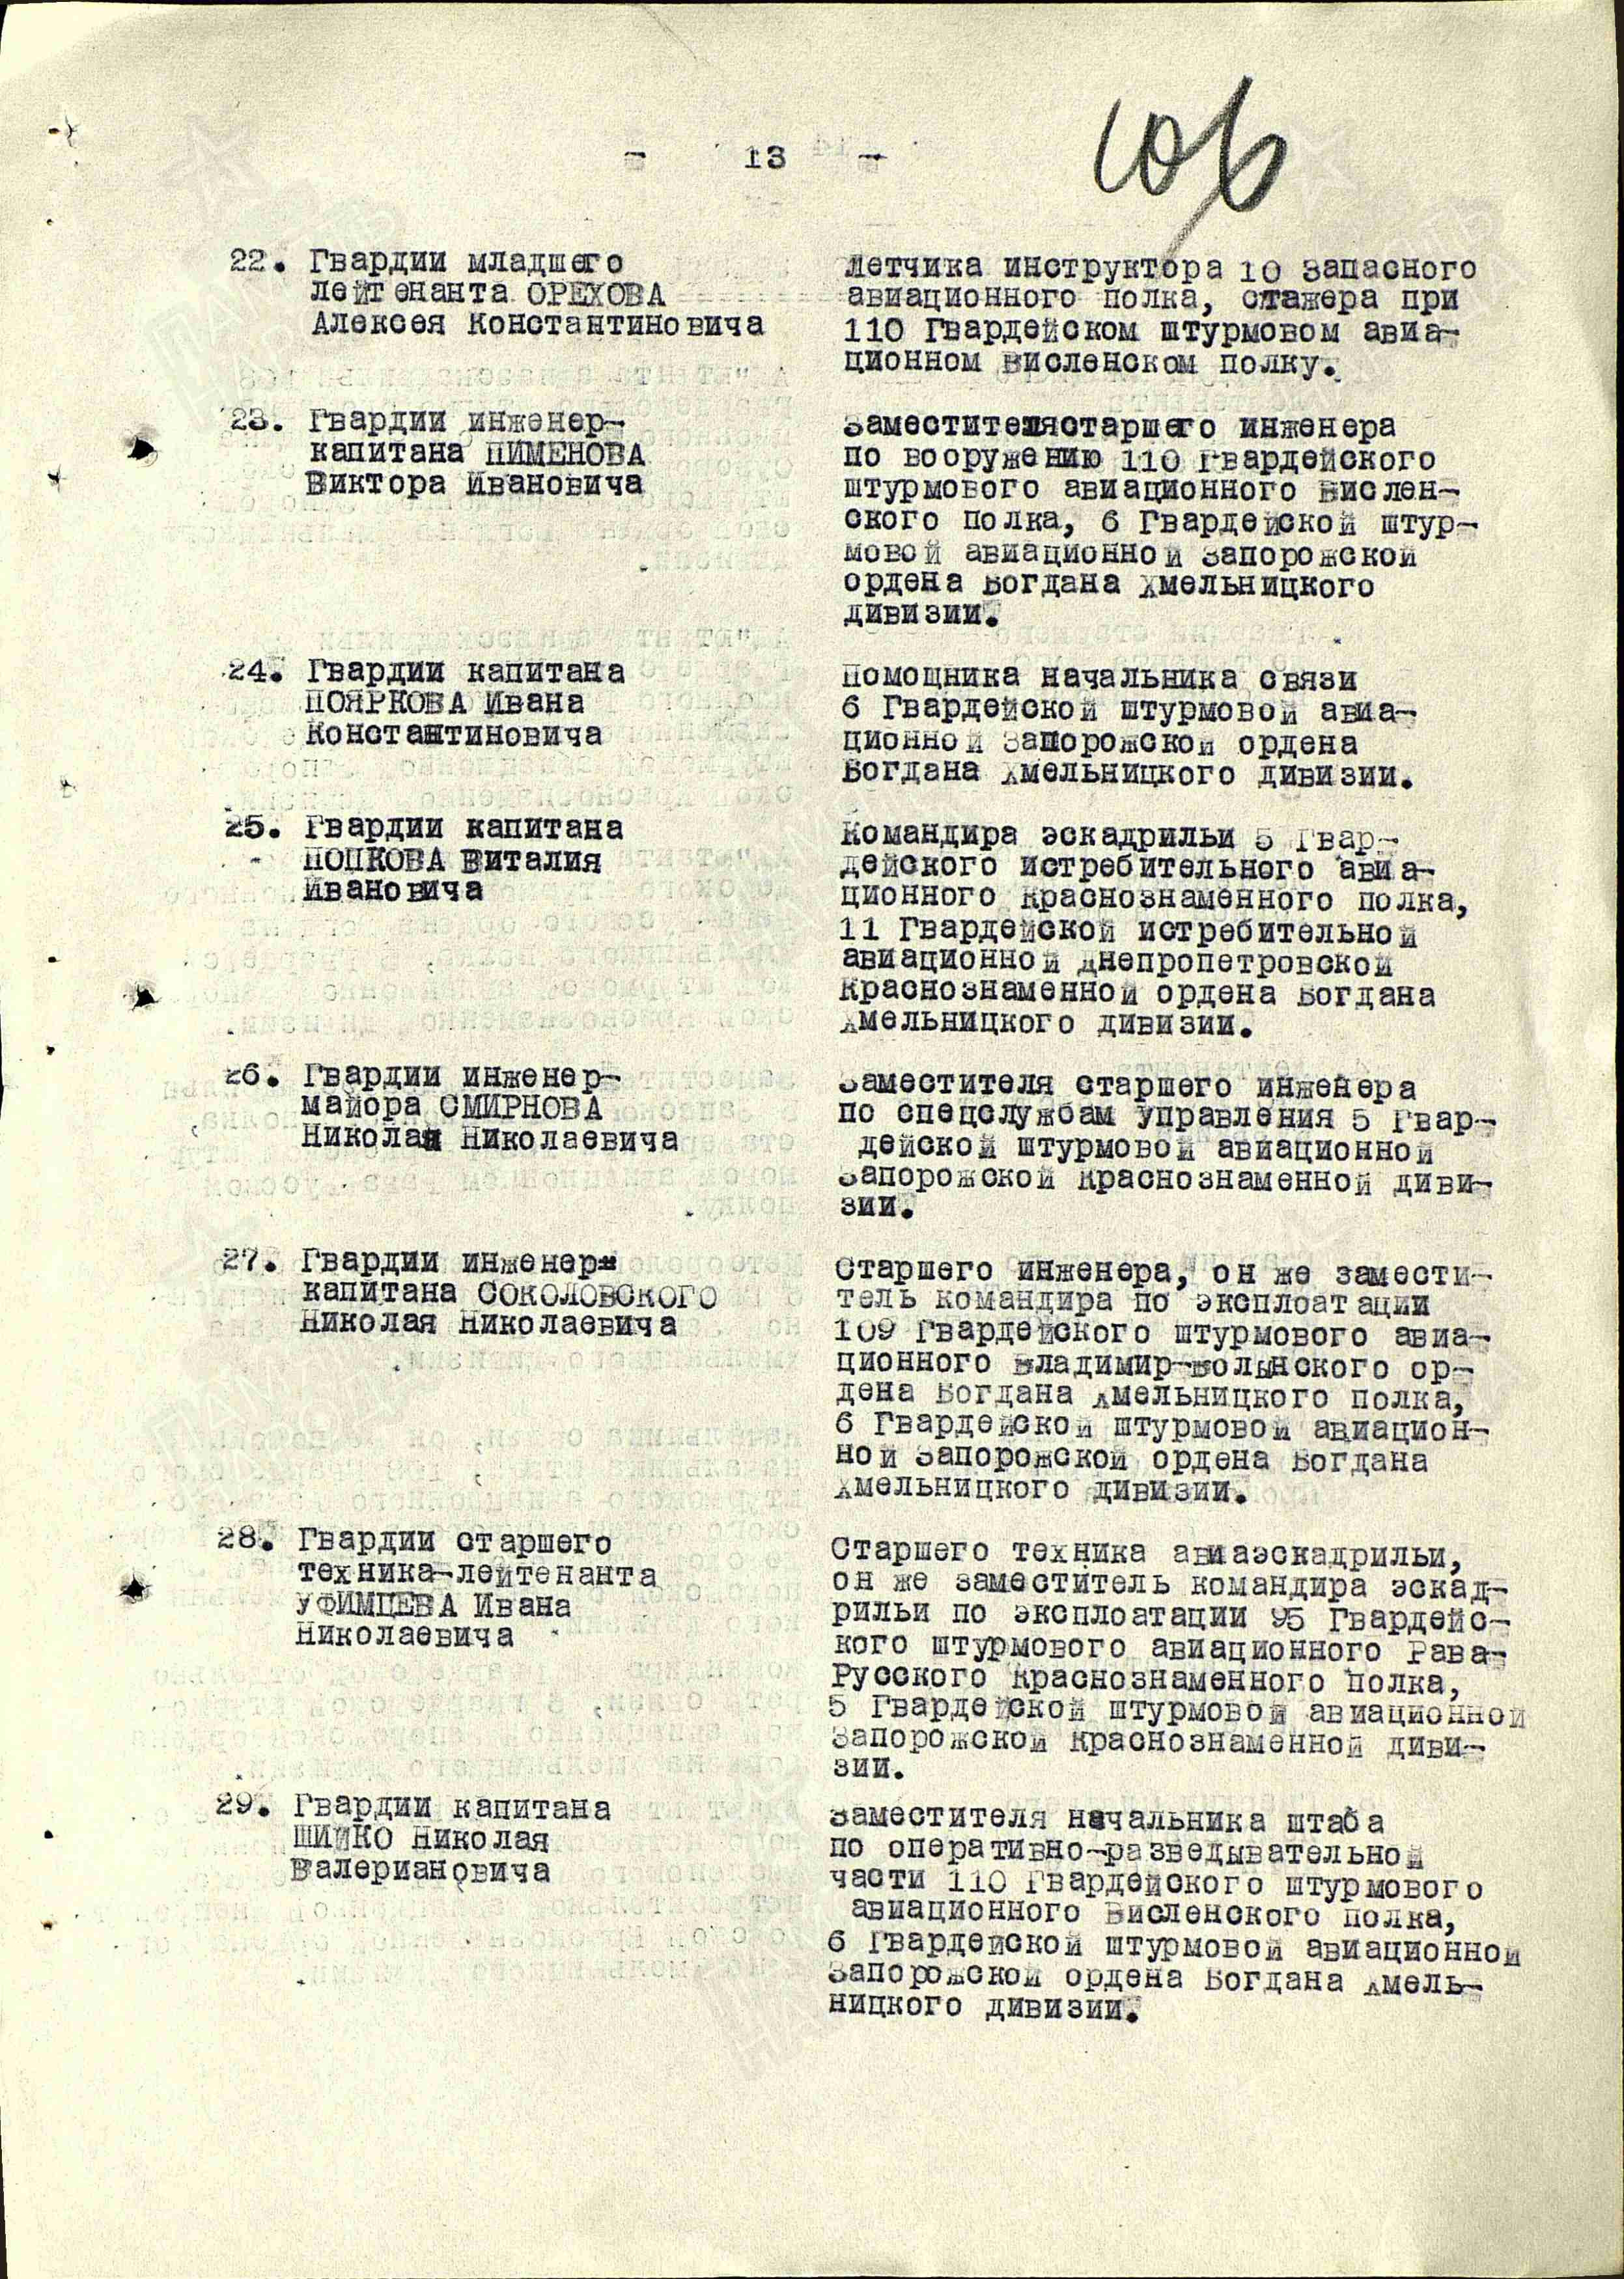 - 13 -
106
22. Гвардии младшего
лейтенанта ОРЕХОВА
Алексея Константиновича
Летчика инструктора 10 Запасного
авиационного полка, стажера при
110 Гвардейском штурмовом авиа-
ционном Висленском полку.
23. Гвардии инженер-
капитана ПИМЕНОВА
Виктора Ивановича
Заместителястаршего инженера
по вооружению 110 Гвардейского
штурмового авиационного Вислен-
ского полка, 6 Гвардейской штур-
мовой авиационной Запорожской
ордена Богдана Хмельницкого
дивизии.
24. Гвардии капитана
ПОЯРКОВА Ивана
Константиновича
Помощника начальника связи
6 Гвардейской штурмовой авиа-
ционной Запорожской ордена
Богдана Хмельницкого дивизии.
25. Гвардии капитана
ПОПКОВА Виталия
Ивановича
Командира эскадрильи 5 Гвар-
дейского истребительного авиа-
ционного Краснознаменного полка,
11 Гвардейской истребительной
авиационной Днепропетровской
Краснознаменной ордена Богдана
Хмельницкого дивизии.
26. Гвардии инженер-
майора СМИРНОВА
Николая Николаевича
Заместителя старшего инженера
по спецслужбам управления 5 Гвар-
дейской штурмовой авиационной
Запорожской Краснознаменной диви-
зии.
27. Гвардии инженер-
капитана СОКОЛОВСКОГО
Николая Николаевича
Старшего инженера, он же замести-
тель командира по эксплоатации
109 Гвардейского штурмового авиа-
ционного Владимир-Волынского ор-
дена Богдана Хмельницкого полка,
6 Гвардейской штурмовой авиацион-
ной Запорожской ордена Богдана
Хмельницкого дивизии.
28. Гвардии старшего
техника-лейтенанта
УФИМЦЕВА Ивана
Николаевича
Старшего техника авиаэскадрильи,
он же заместитель командира эскад-
рильи по эксплоатации 95 Гвардейс-
кого штурмового авиационного Рава-
Русского Краснознаменного полка,
5 Гвардейской штурмовой авиационной
Запорожской Краснознаменной диви-
зии.
29. Гвардии капитана
ШИЙКО Николая
Валериановича
Заместителя начальника штаба
по оперативно-разведывательной
части 110 Гвардейского штурмового
авиационного Висленского полка,
6 Гвардейской штурмовой авиационной
Запорожской ордена Богдана Хмель-
ницкого дивизии.